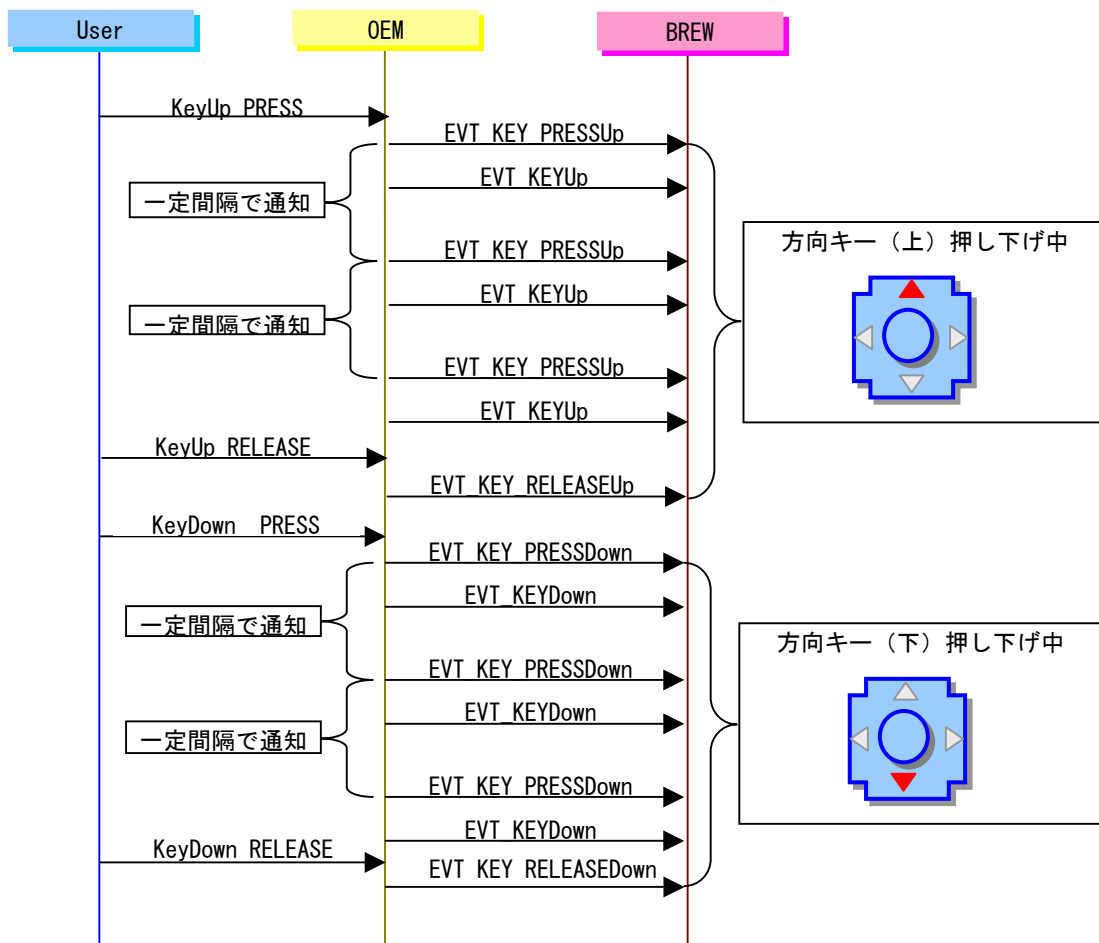 User
OEM
BREW
KeyUp PRESS
EVT_KEY_PRESSUp
EVT_KEYUp
一定間隔で通知
方向キー（上）押し下げ中
EVT_KEY_PRESSUp
EVT_KEYUp
一定間隔で通知
EVT_KEY_PRESSUp
EVT_KEYUp
KeyUp RELEASE
EVT_KEY_RELEASEUp
KeyDown PRESS
EVT_KEY_PRESSDown
EVT_KEYDown
一定間隔で通知
方向キー（下）押し下げ中
EVT_KEY_PRESSDown
EVT_KEYDown
一定間隔で通知
EVT_KEY_PRESSDown
EVT_KEYDown
KeyDown RELEASE
EVT_KEY_RELEASEDown